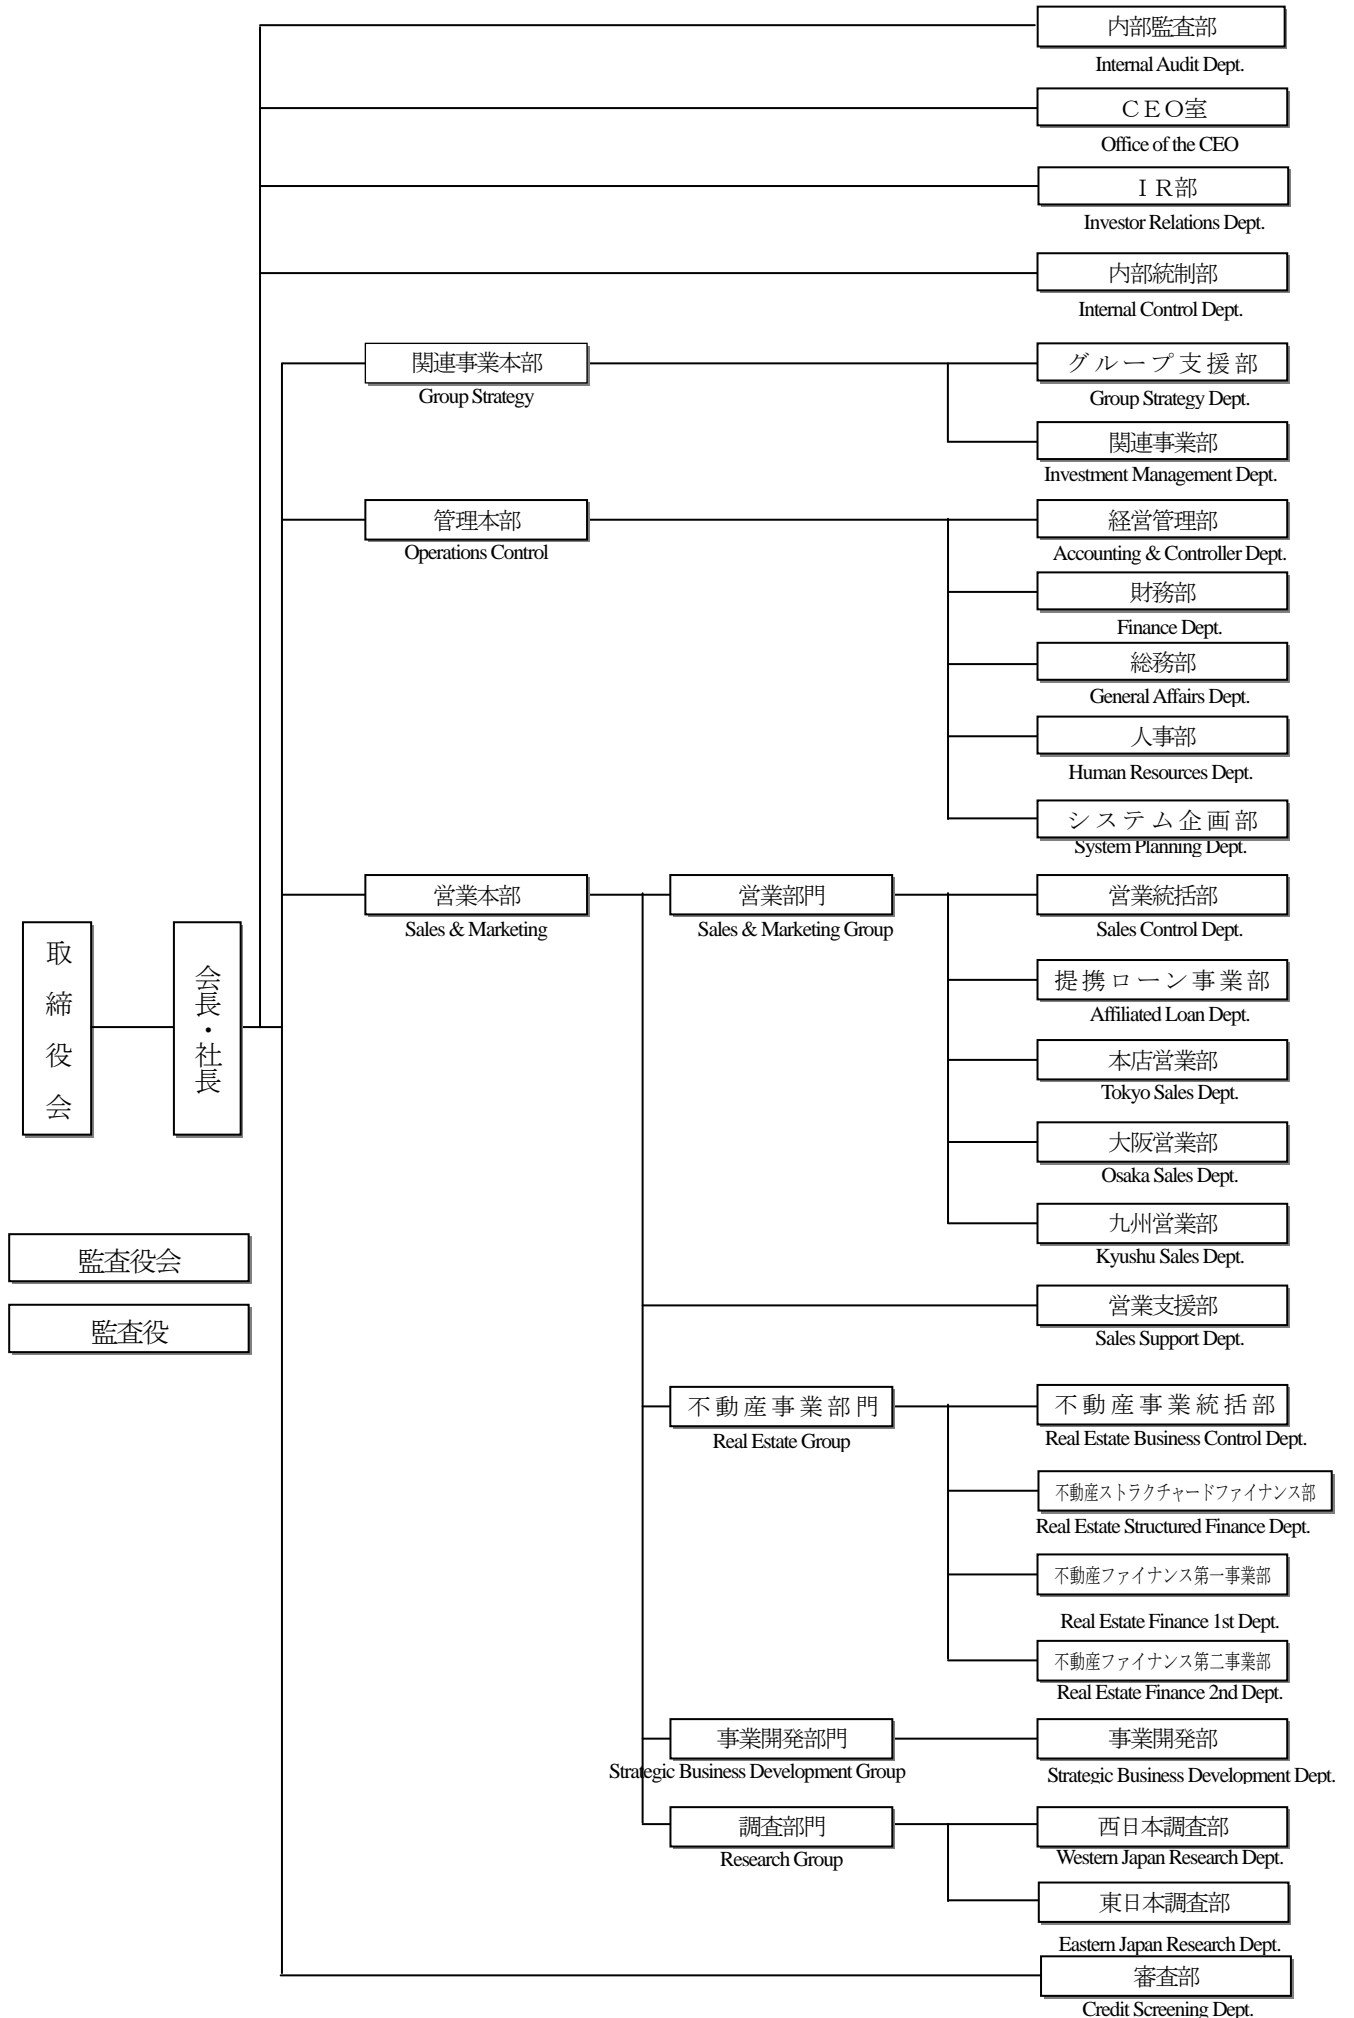 内部監査部
Internal Audit Dept.
ＣＥＯ室
Office of the CEO
ＩＲ部
Investor Relations Dept.
内部統制部
Internal Control Dept.
関連事業本部
Group Strategy
グループ支援部
Group Strategy Dept.
関連事業部
Investment Management Dept.
管理本部
Operations Control
経営管理部
Accounting & Controller Dept.
財務部
Finance Dept.
総務部
General Affairs Dept.
人事部
Human Resources Dept.
システム企画部
System Planning Dept.
取締役会
会長・社長
監査役会
監査役
営業本部
Sales & Marketing
営業部門
Sales & Marketing Group
営業統括部
Sales Control Dept.
提携ローン事業部
Affiliated Loan Dept.
本店営業部
Tokyo Sales Dept.
大阪営業部
Osaka Sales Dept.
九州営業部
Kyushu Sales Dept.
営業支援部
Sales Support Dept.
不動産事業部門
Real Estate Group
不動産事業統括部
Real Estate Business Control Dept.
不動産ストラクチャードファイナンス部
Real Estate Structured Finance Dept.
不動産ファイナンス第一事業部
Real Estate Finance 1st Dept.
不動産ファイナンス第二事業部
Real Estate Finance 2nd Dept.
事業開発部門
Strategic Business Development Group
事業開発部
Strategic Business Development Dept.
調査部門
Research Group
西日本調査部
Western Japan Research Dept.
東日本調査部
Eastern Japan Research Dept.
審査部
Credit Screening Dept.